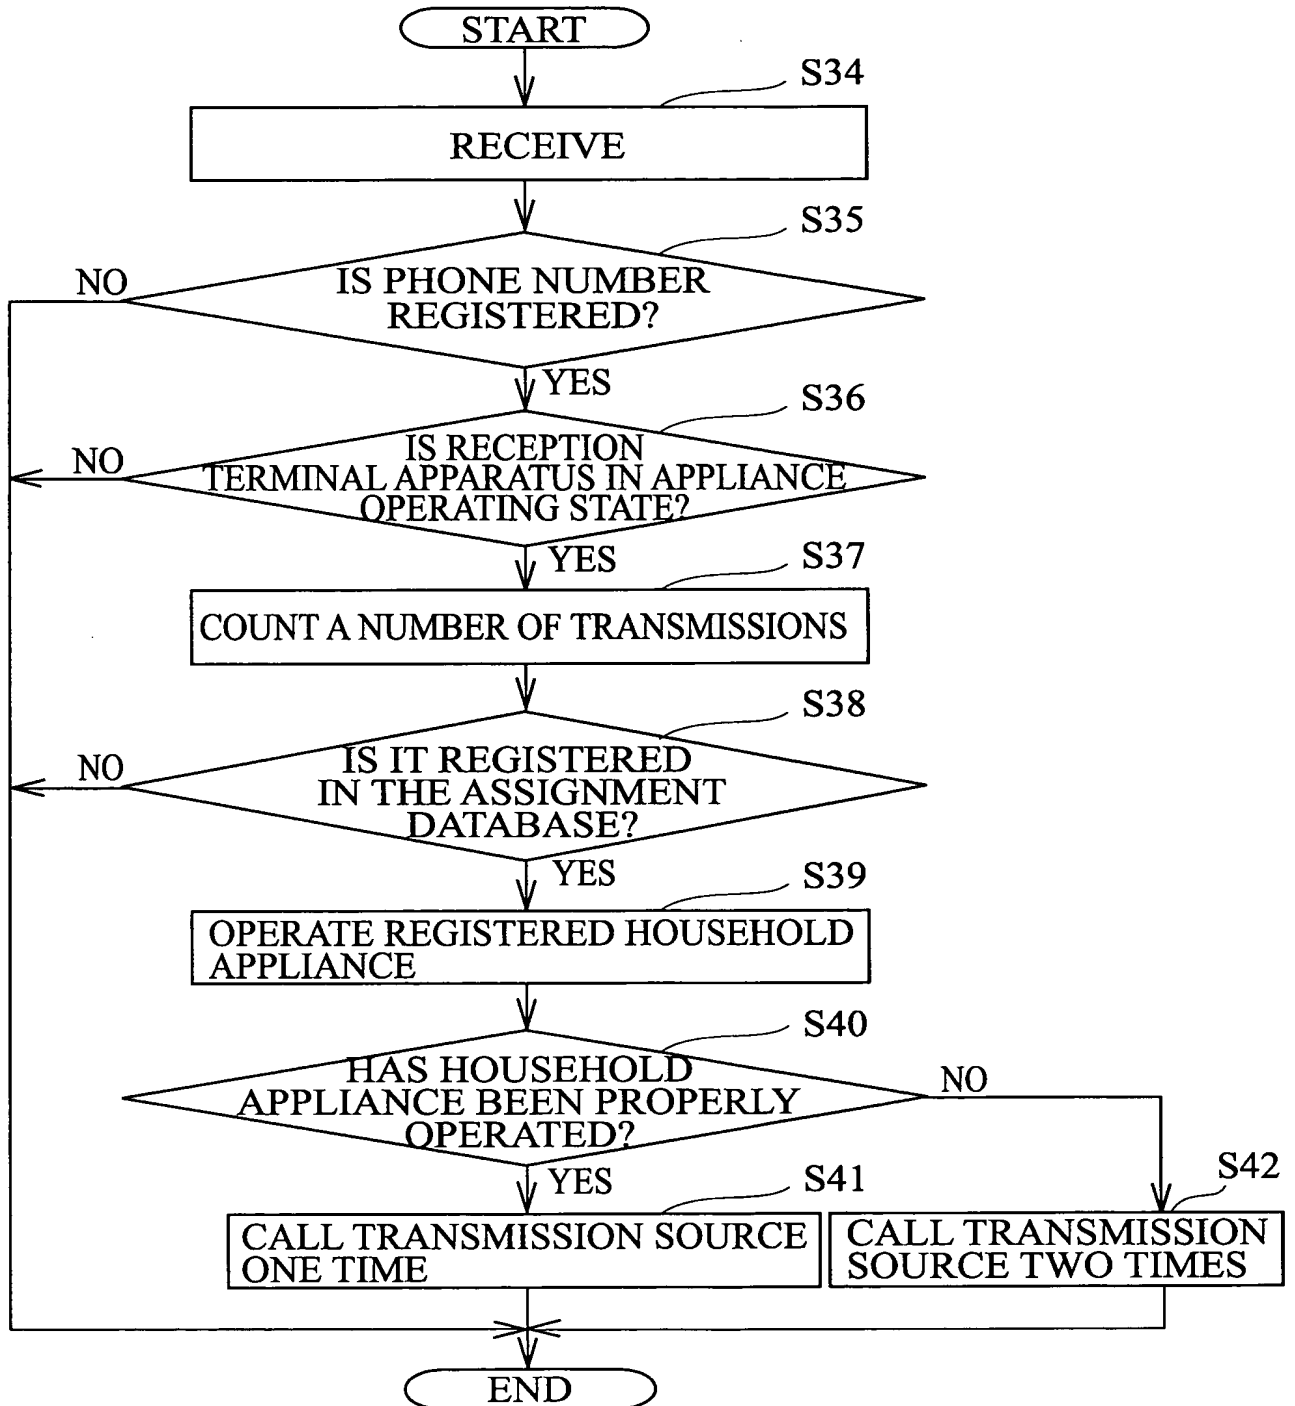 START
S34
RECEIVE
S35
NO
IS PHONE NUMBER
REGISTERED?
YES
S36
NO
IS RECEPTION
TERMINAL APPARATUS IN APPLIANCE
OPERATING STATE?
YES
S37
COUNT A NUMBER OF TRANSMISSIONS
S38
NO
IS IT REGISTERED
IN THE ASSIGNMENT
DATABASE?
YES
S39
OPERATE REGISTERED HOUSEHOLD
APPLIANCE
S40
HAS HOUSEHOLD
APPLIANCE BEEN PROPERLY
OPERATED?
NO
YES
S41
S42
CALL TRANSMISSION SOURCE
ONE TIME
CALL TRANSMISSION
SOURCE TWO TIMES
END